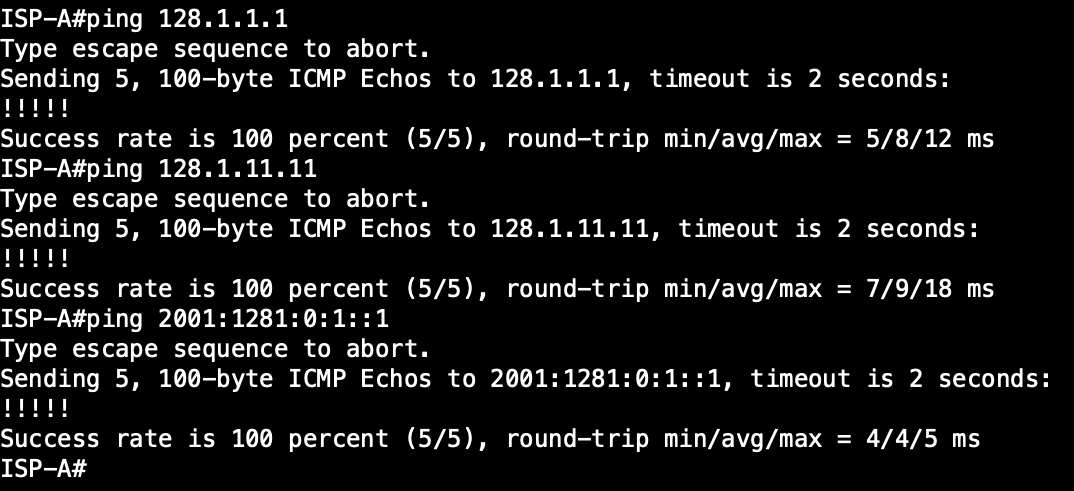 ISP-A#ping 128.1.1.1
Type escape sequence to abort.
Sending 5, 100-byte ICMP Echos to 128.1.1.1, timeout is 2 seconds:
!!!!!
Success rate is 100 percent (5/5), round-trip min/avg/max = 5/8/12 ms
ISP-A#ping 128.1.11.11
Type escape sequence to abort.
Sending 5, 100-byte ICMP Echos to 128.1.11.11, timeout is 2 seconds:
!!!!!
Success rate is 100 percent (5/5), round-trip min/avg/max = 7/9/18 ms
ISP-A#ping 2001:1281:0:1::1
Type escape sequence to abort.
Sending 5, 100-byte ICMP Echos to 2001:1281:0:1::1, timeout is 2 seconds:
!!!!!
Success rate is 100 percent (5/5), round-trip min/avg/max = 4/4/5 ms
ISP-A#